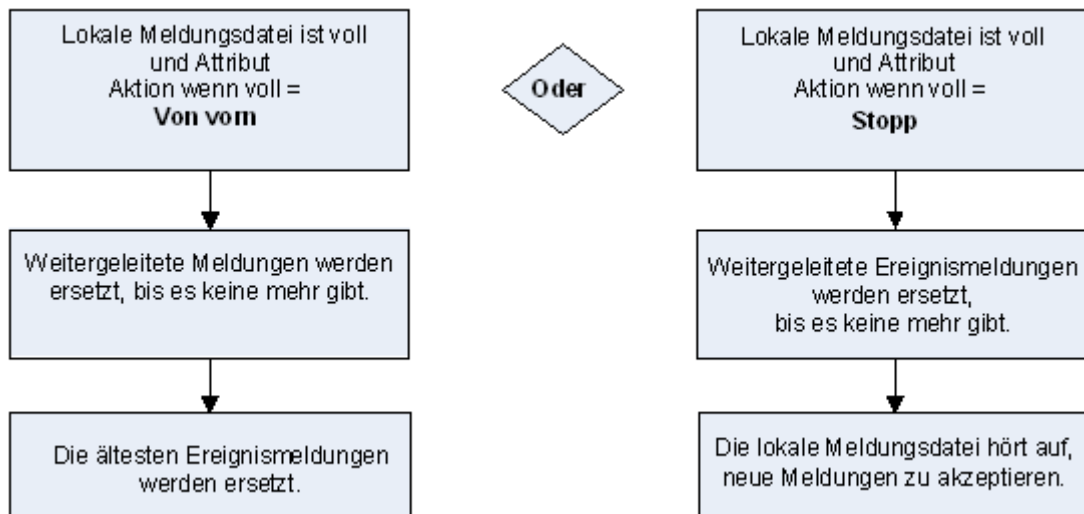 Lokale Meldungsdatei ist voll
und Attribut
Aktion wenn voll =
Von vorn
Weitergeleitete Meldungen werden
ersetzt, bis es keine mehr gibt.
Die ältesten Ereignismeldungen
werden ersetzt.
Oder
Lokale Meldungsdatei ist voll
und Attribut
Aktion wenn voll =
Stopp
Weitergeleitete Ereignismeldungen
werden ersetzt,
bis es keine mehr gibt.
Die lokale Meldungsdatei hört auf,
neue Meldungen zu akzeptieren.